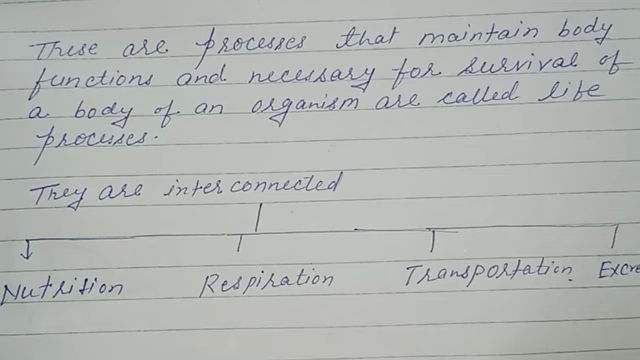 These are processes that maintain body
functions and necessary for survival of
a body of an organism are called life
processes.
They are interconnected
Nutrition Respiration Transportation. Excre